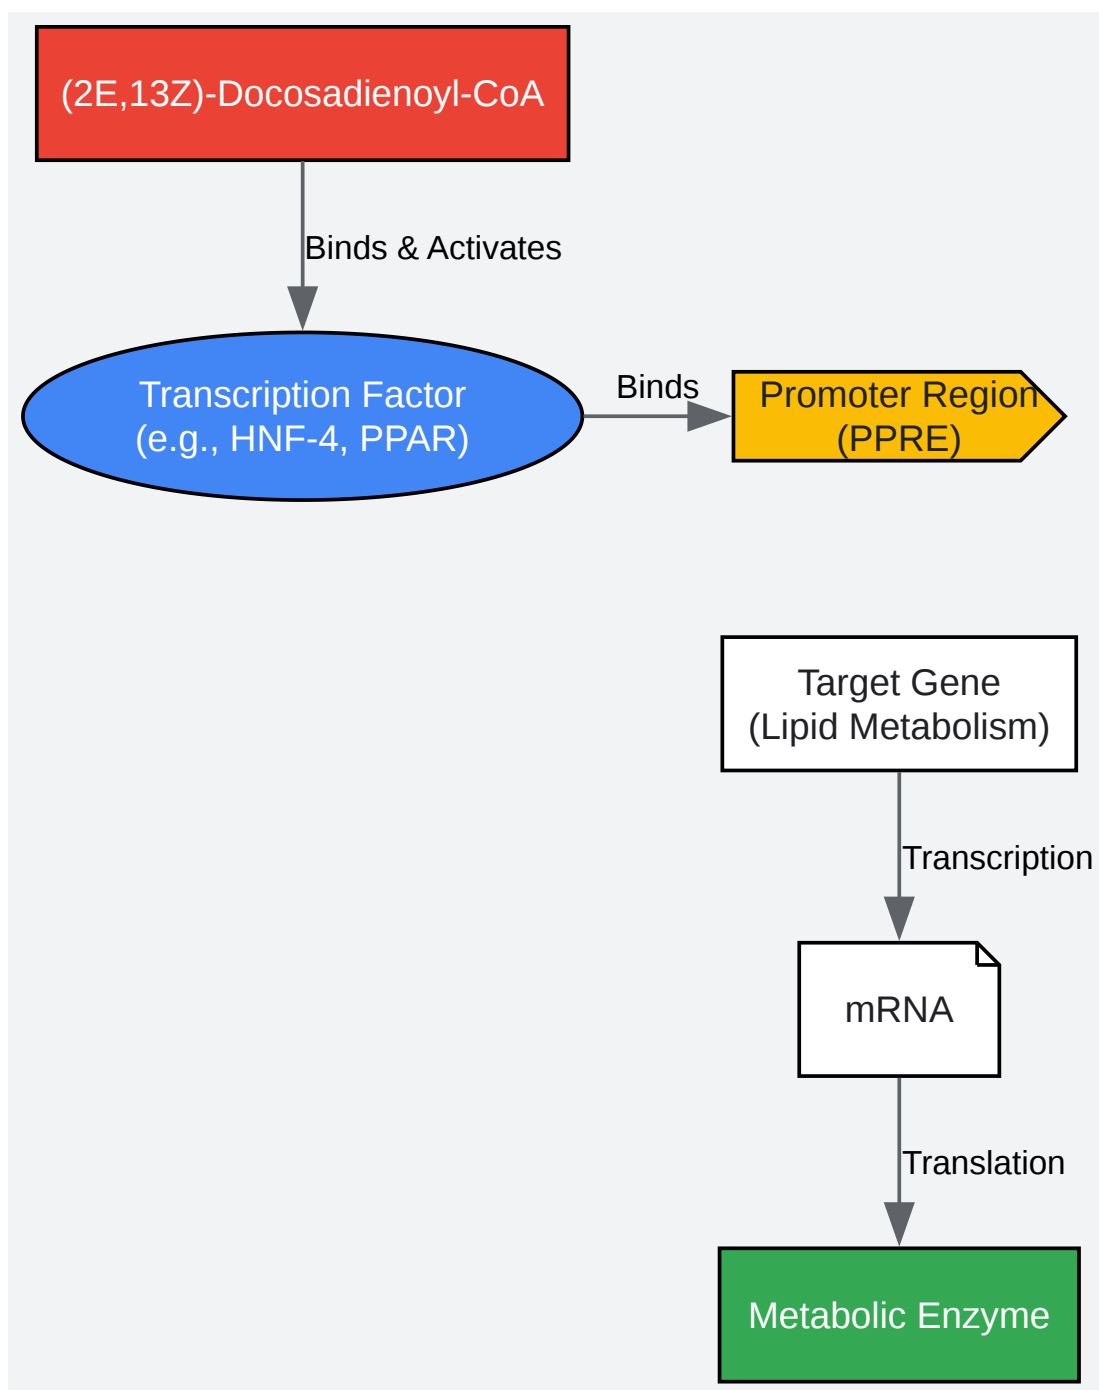 (2E,13Z)-Docosadienoyl-CoA
Binds & Activates
Transcription Factor
(e.g., HNF-4, PPAR)
Binds
Promoter Region
(PPRE)
Target Gene
(Lipid Metabolism)
Transcription
mRNA
Translation
Metabolic Enzyme